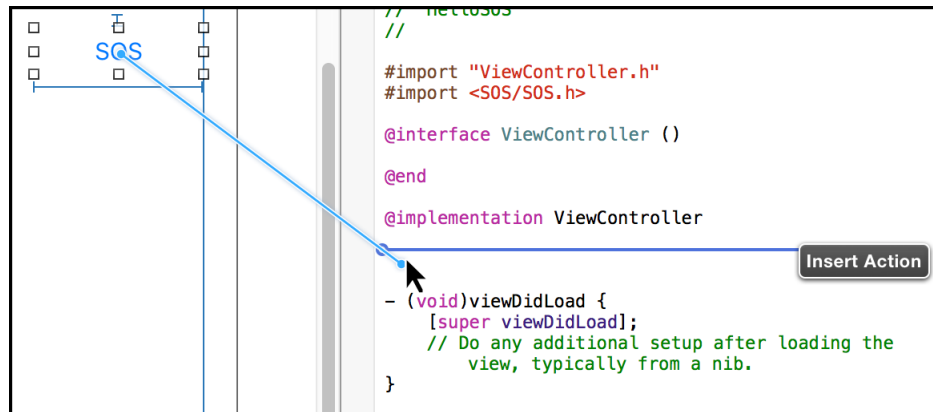 // HelloSOS
//
SOS
#import "ViewController.h"
#import <SOS/SOS.h>
@interface ViewController ()
@end
@implementation ViewController
Insert Action
- (void)viewDidLoad {
[super viewDidLoad];
// Do any additional setup after loading the
view, typically from a nib.
}